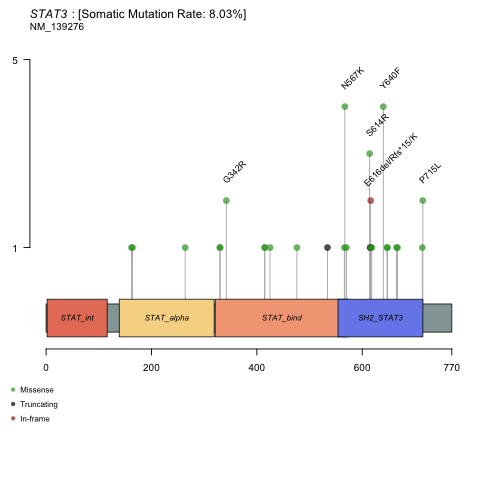 STAT3 : [Somatic Mutation Rate: 8.03%]
NM_139276
5
N567K
Y640F
S614R
E616del/Rfs*15/K
G342R
P715L
1
STAT_int
STAT_alpha
STAT_bind
SH2_STAT3
0
200
400
600
770
Missense
Truncating
In-frame